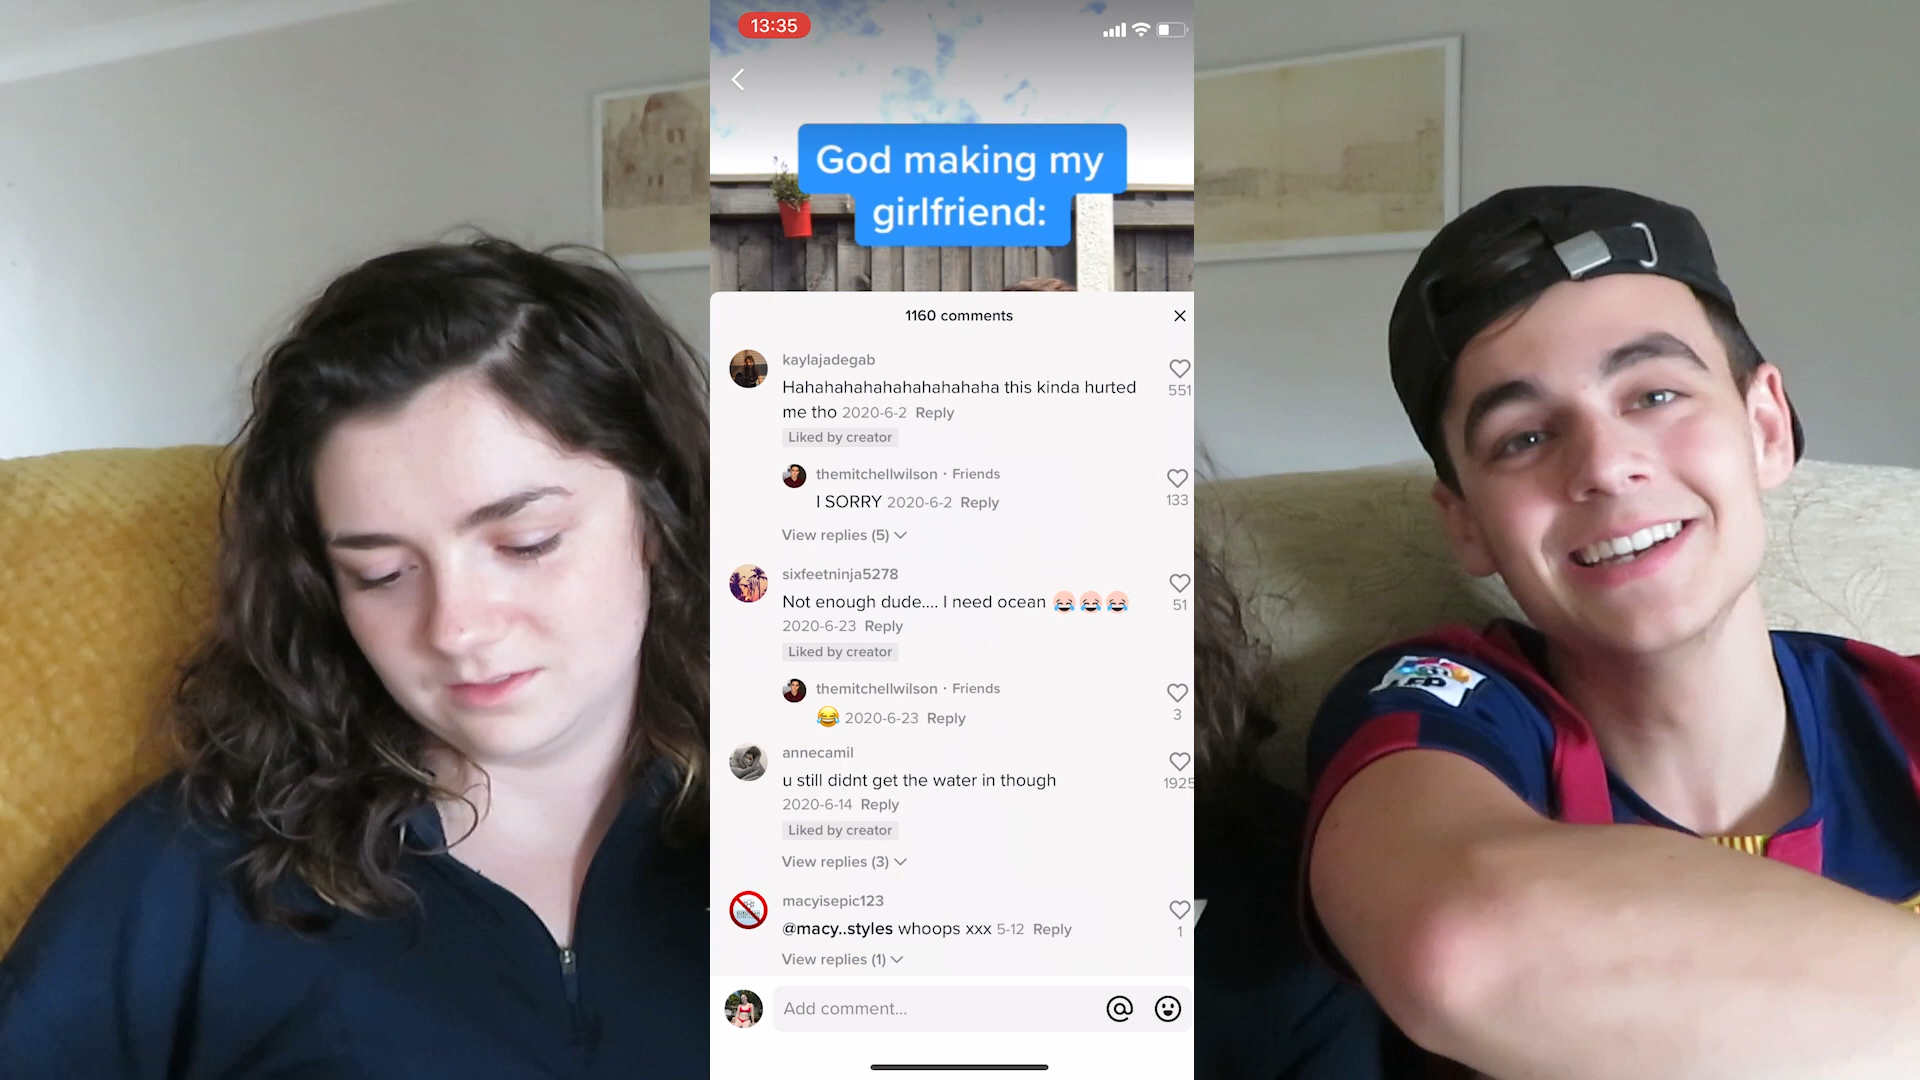 13:35
God making my
girlfriend:
1160 comments
kaylajadegab
Hahahahahahahahahahaha this kinda hurted
me tho 2020-6-2 Reply
551
Liked by creator
themitchellwilson · Friends
I SORRY 2020-6-2 Reply
133
View replies (5)
sixfeetninja5278
Not enough dude.... I need ocean 😂😂😂
51
2020-6-23 Reply
Liked by creator
themitchellwilson · Friends
😂 2020-6-23 Reply
3
annecamil
u still didnt get the water in though
1925
2020-6-14 Reply
Liked by creator
View replies (3)
macyisepic123
@macy..styles whoops xxx 5-12 Reply
1
View replies (1)
Add comment...